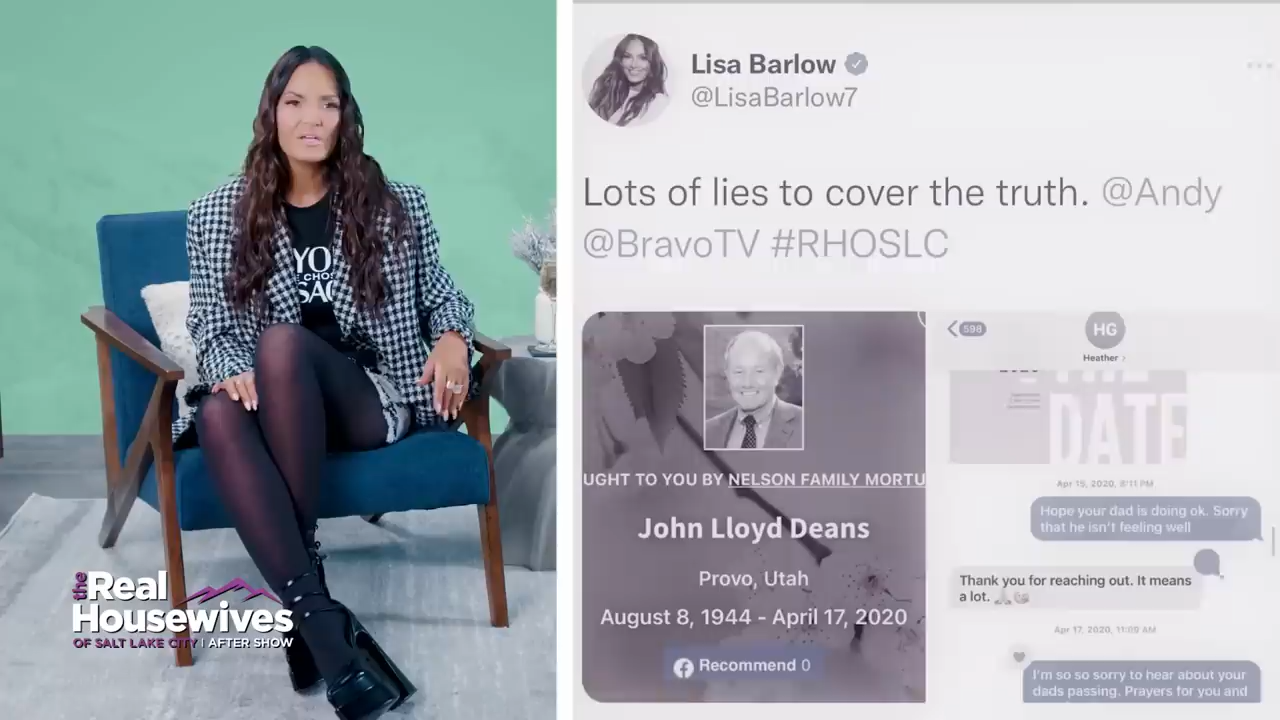 YO
E CHOS
SAC
the Real
Housewives
OF SALT LAKE CITY | AFTER SHOW
Lisa Barlow
@LisaBarlow7
Lots of lies to cover the truth. @Andy
@BravoTV #RHOSLC
UGHT TO YOU BY NELSON FAMILY MORTU
John Lloyd Deans
Provo, Utah
August 8, 1944 - April 17, 2020
Recommend 0
598
HG
Heather
DATE
Apr 15, 2020, 8:11 PM
Hope your dad is doing ok. Sorry
that he isn't feeling well
Thank you for reaching out. It means
a lot.
Apr 17, 2020, 11:09 AM
I'm so so sorry to hear about your
dads passing. Prayers for you and